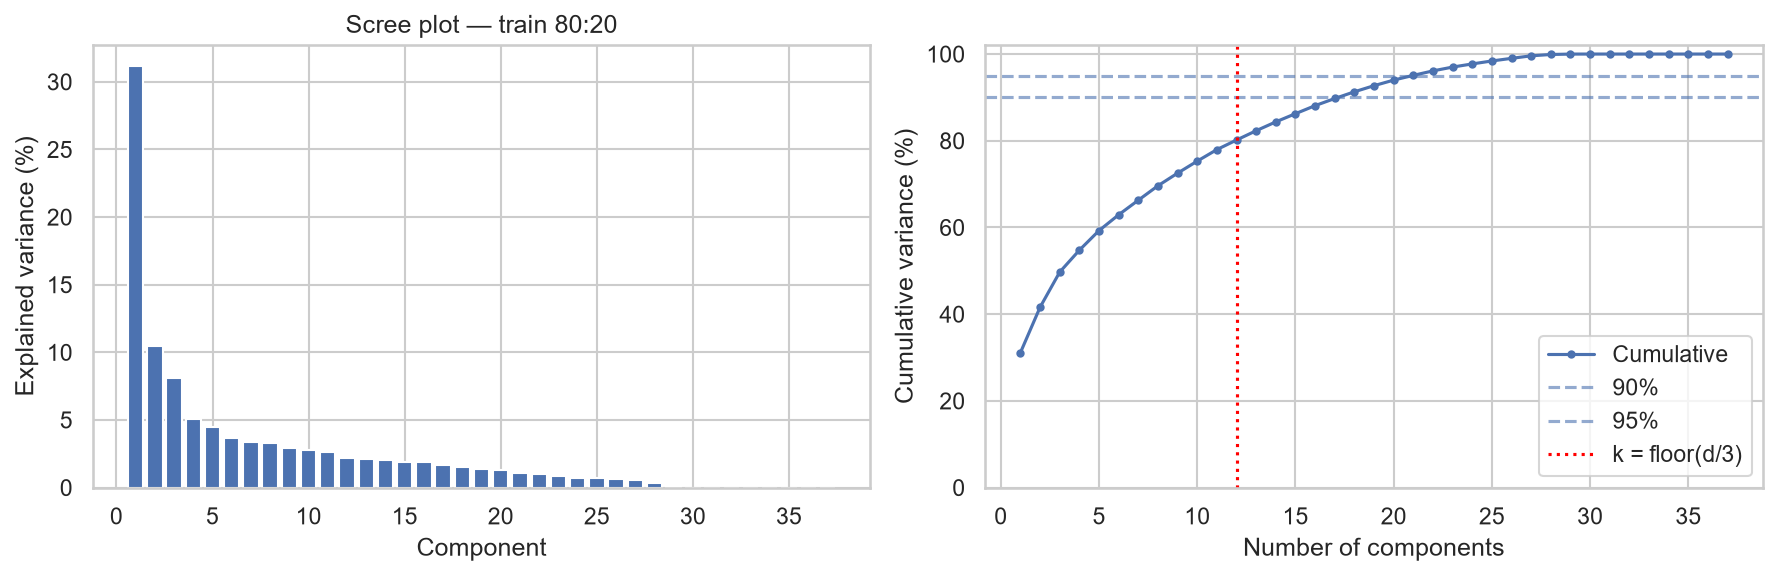 Scree plot — train 80:20
Explained variance (%)
30
25
20
15
10
5
0
0 5 10 15 20 25 30 35
Component
Cumulative variance (%)
100
80
60
40
20
0
Cumulative
90%
95%
k = floor(d/3)
0 5 10 15 20 25 30 35
Number of components